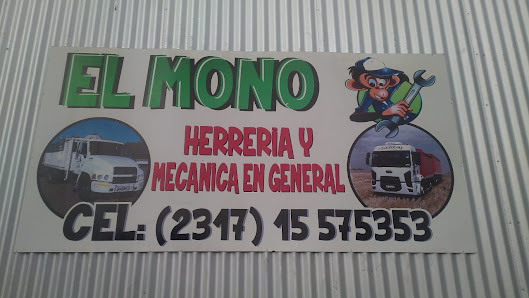 EL MONO
HERRERIA Y
MECANICA EN GENERAL
CEL: (2317) 15 575353